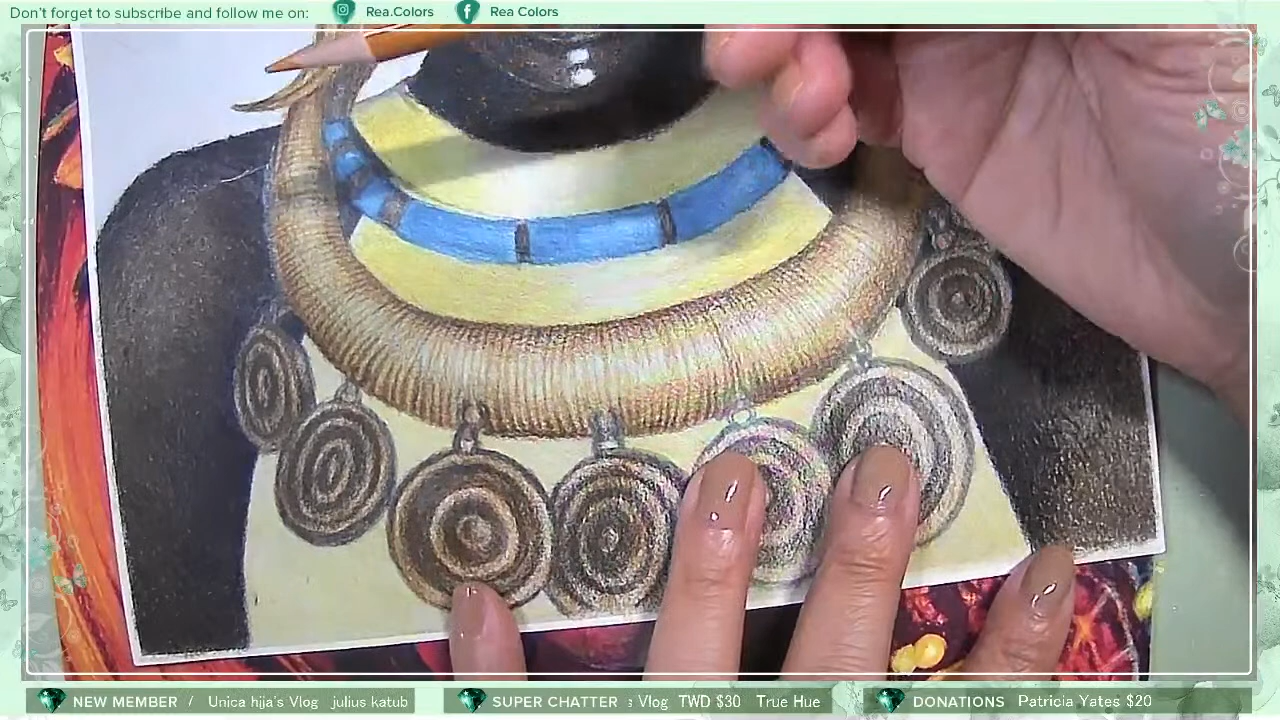 Don't forget to subscribe and follow me on: Rea.Colors Rea Colors
NEW MEMBER / Unica hija's Vlog julius katub
SUPER CHATTER s Vlog TWD $30 True Hue
DONATIONS Patricia Yates $20